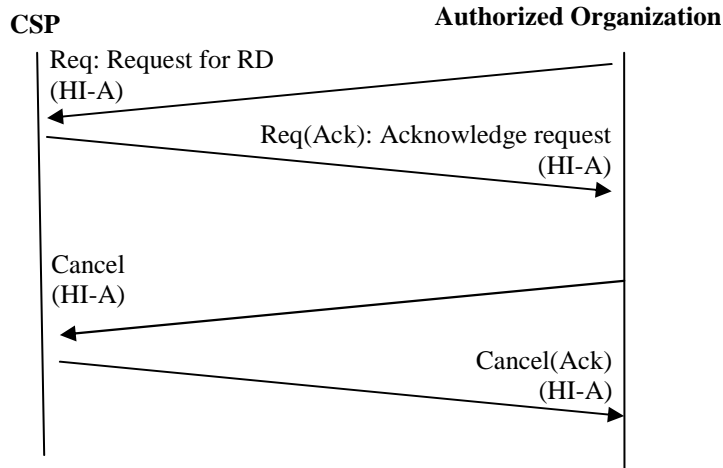 CSP
Authorized Organization
Req: Request for RD
(HI-A)
Req(Ack): Acknowledge request
(HI-A)
Cancel
(HI-A)
Cancel(Ack)
(HI-A)